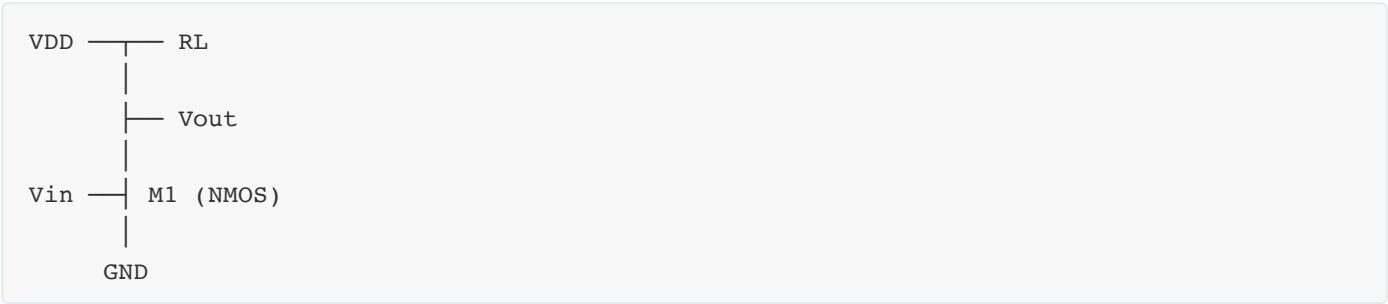 VDD ──┬── RL
Vout
Vin ──┤ M1 (NMOS)
GND